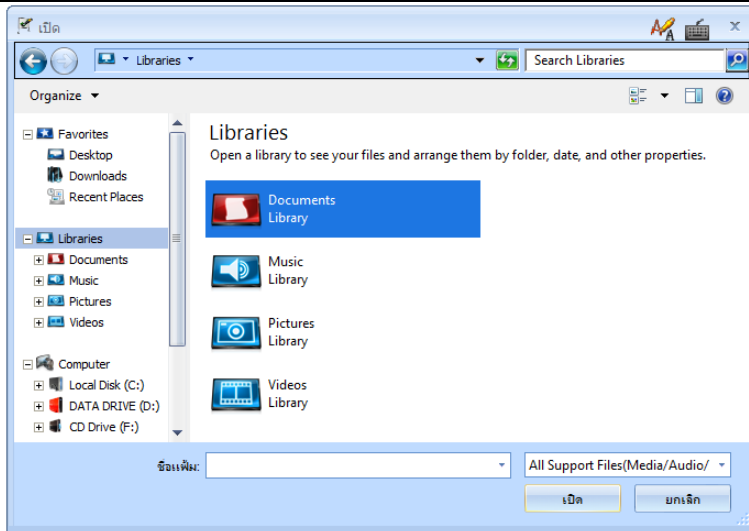 เปิด
Libraries
Search Libraries
Organize
Favorites
Desktop
Downloads
Recent Places
Libraries
Documents
Music
Pictures
Videos
Computer
Local Disk (C:)
DATA DRIVE (D:)
CD Drive (F:)
Libraries
Open a library to see your files and arrange them by folder, date, and other properties.
Documents
Library
Music
Library
Pictures
Library
Videos
Library
ชื่อแฟ้ม:
All Support Files(Media/Audio/
เปิด
ยกเลิก